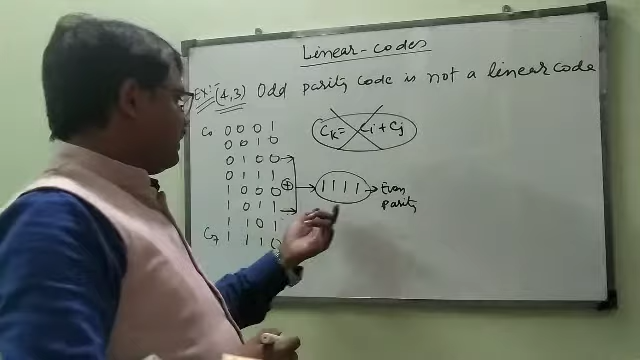 Linear-codes
Ex: (4,3) Odd parity code is not a linear code
C0 0 0 0 1
0 0 1 0
0 1 0 0
0 1 1 1
1 0 0 0
1 0 1 1
1 1 0 1
C7 1 1 1 0
Ck = Ci + Cj
⊕
1 1 1 1 → Even
parity